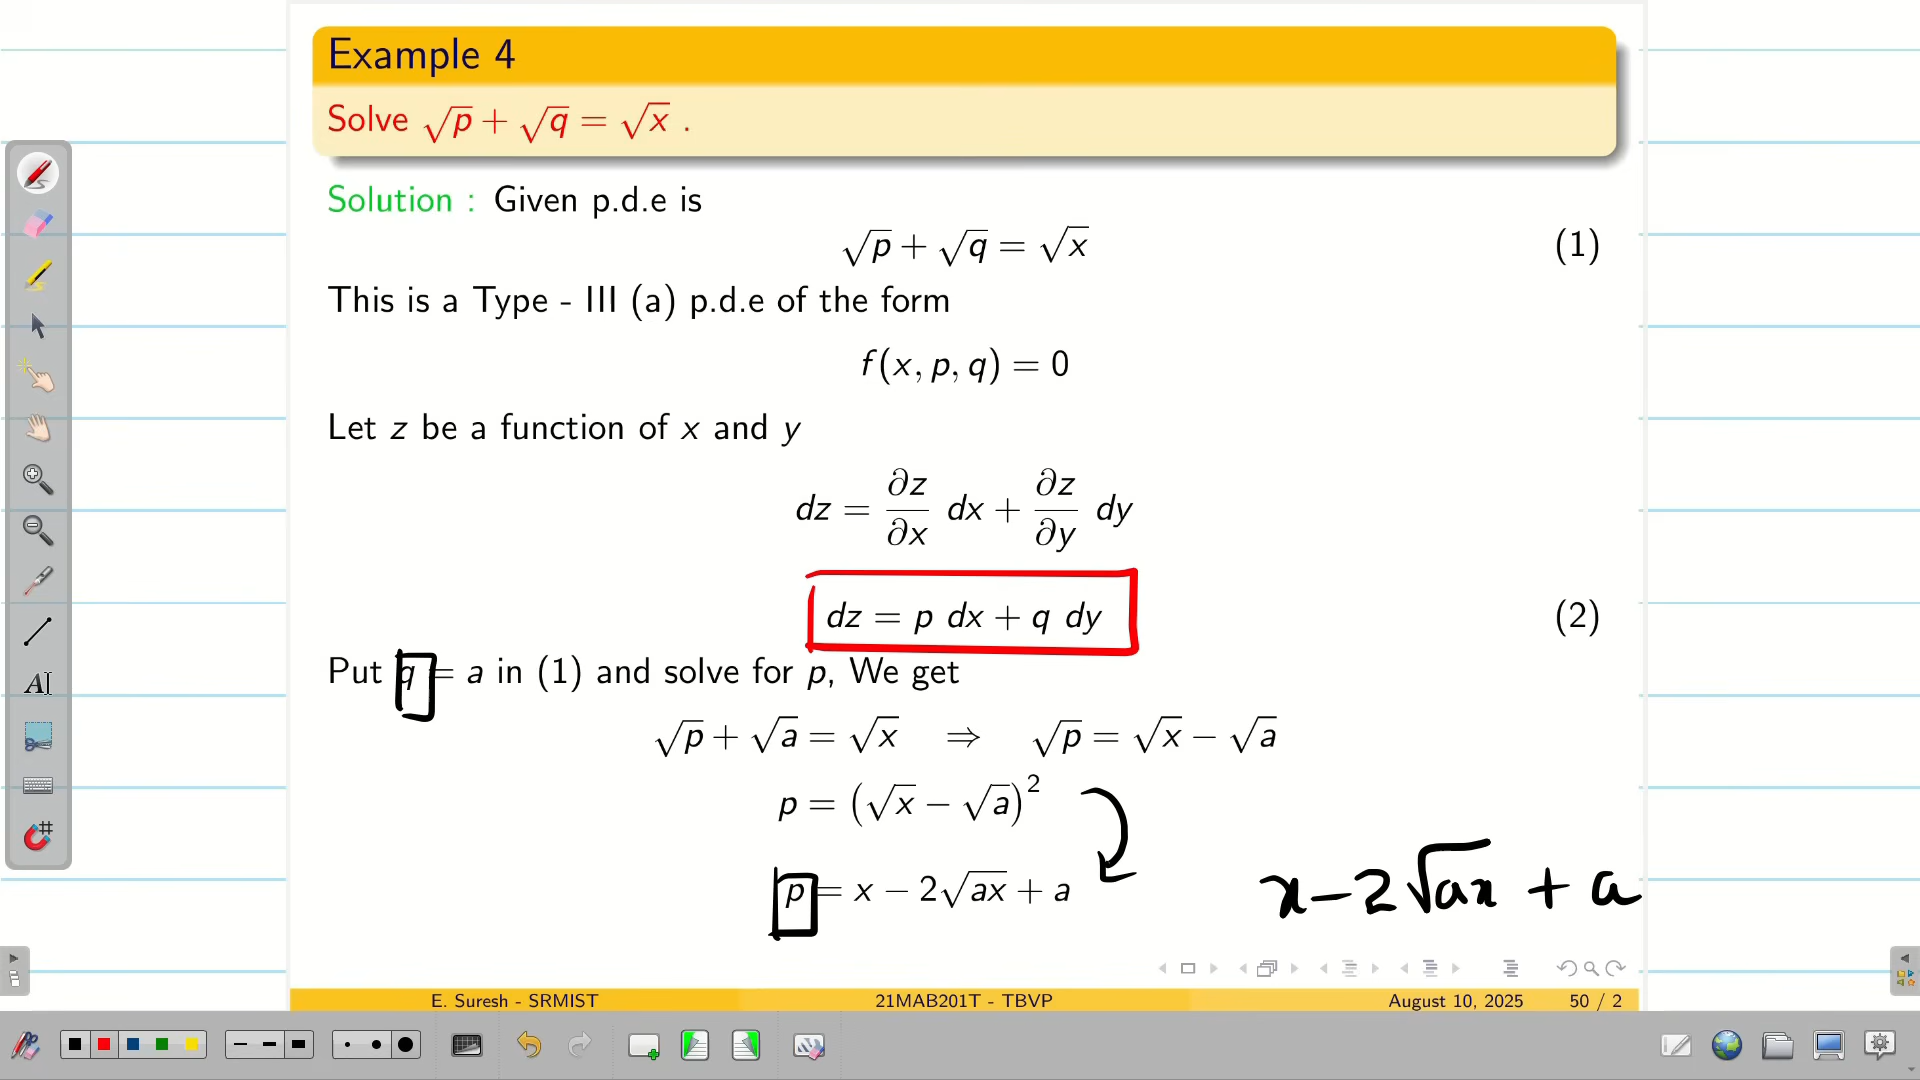 Example 4
Solve √p + √q = √x .
Solution : Given p.d.e is
√p + √q = √x (1)
This is a Type - III (a) p.d.e of the form
f(x, p, q) = 0
Let z be a function of x and y
dz = ∂z/∂x dx + ∂z/∂y dy
dz = p dx + q dy (2)
Put q = a in (1) and solve for p, We get
√p + √a = √x ⇒ √p = √x − √a
p = (√x − √a)²
p = x − 2√ax + a x − 2√ax + a
E. Suresh - SRMIST 21MAB201T - TBVP August 10, 2025 50 / 2